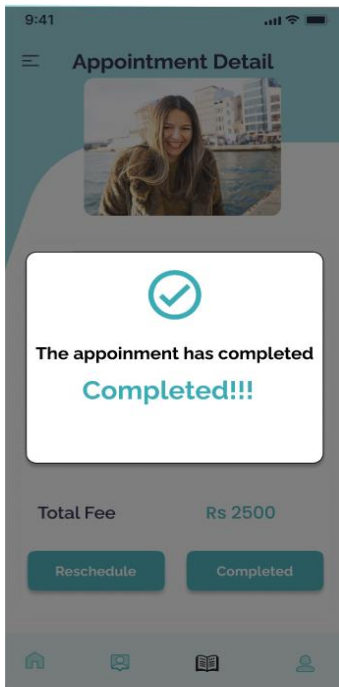 9:41
Appointment Detail
The appoinment has completed
Completed!!!
Total Fee
Rs 2500
Reschedule
Completed